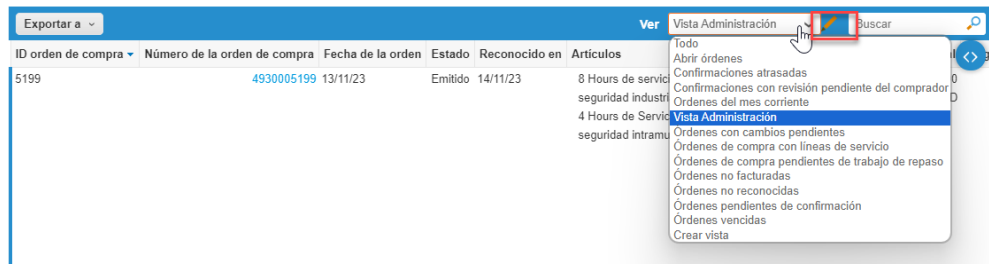 Exportar a
Ver Vista Administración Buscar
ID orden de compra Número de la orden de compra Fecha de la orden Estado Reconocido en Artículos
5199 4930005199 13/11/23 Emitido 14/11/23 8 Hours de servici
seguridad industri
4 Hours de Servic
seguridad intramu
Todo
Abrir órdenes
Confirmaciones atrasadas
Confirmaciones con revisión pendiente del comprador
Órdenes del mes corriente
Vista Administración
Órdenes con cambios pendientes
Órdenes de compra con líneas de servicio
Órdenes de compra pendientes de trabajo de repaso
Órdenes no facturadas
Órdenes no reconocidas
Órdenes pendientes de confirmación
Órdenes vencidas
Crear vista